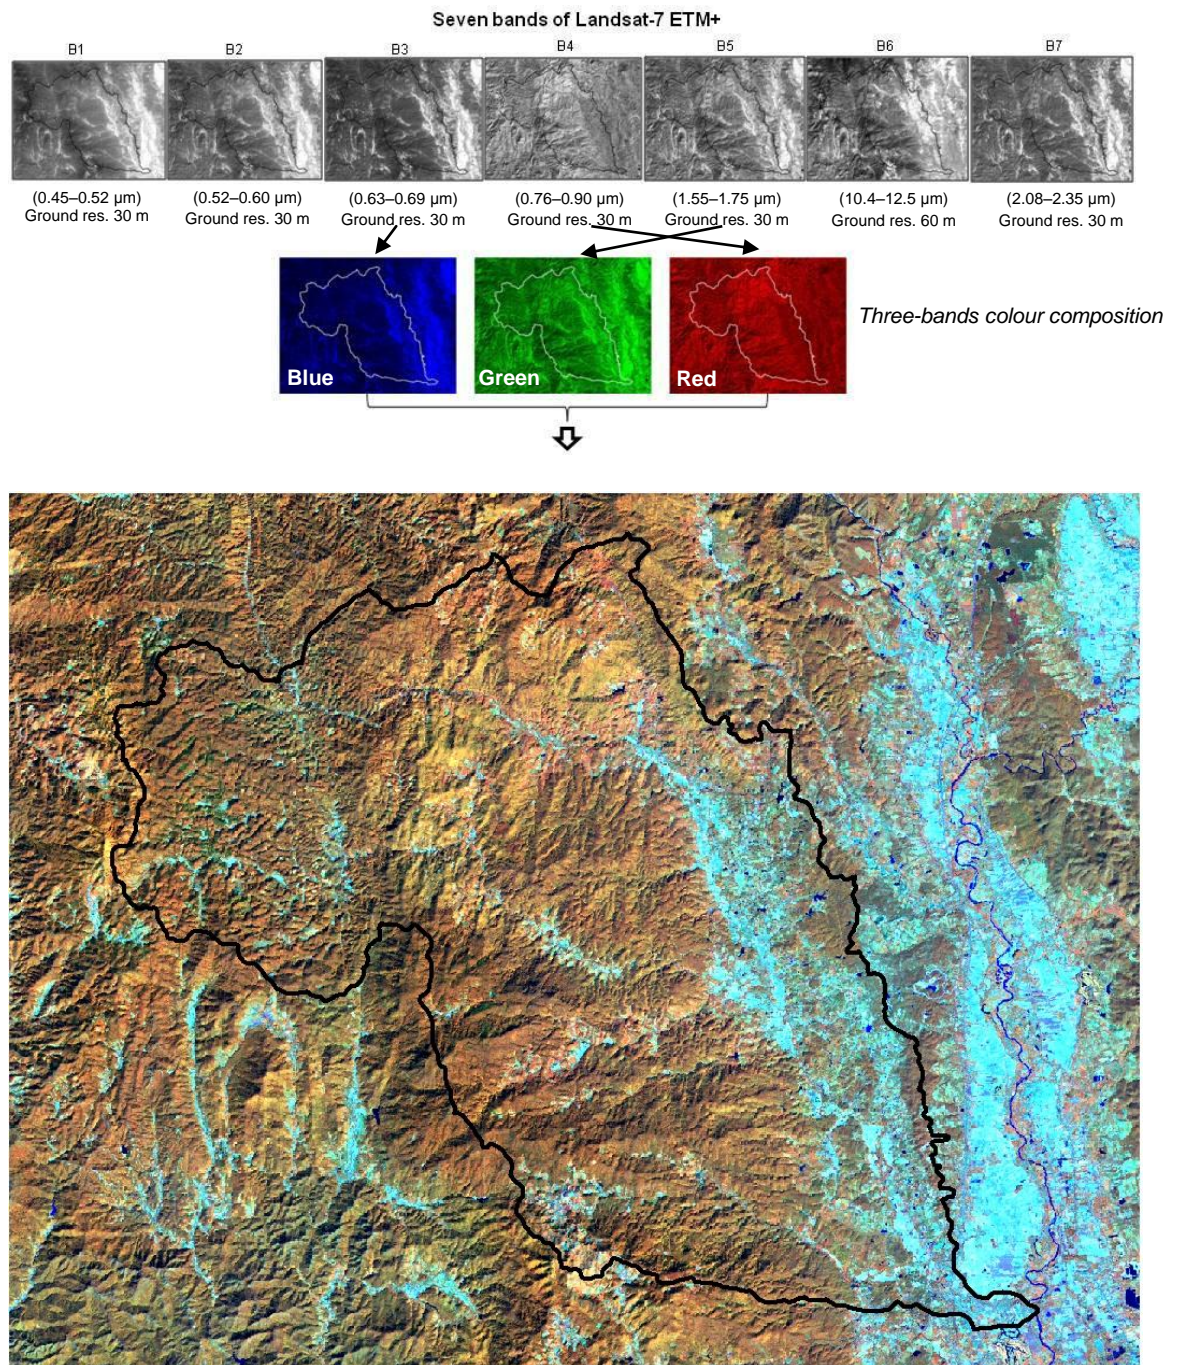 Seven bands of Landsat-7 ETM+
B1 B2 B3 B4 B5 B6 B7
(0.45–0.52 µm) (0.52–0.60 µm) (0.63–0.69 µm) (0.76–0.90 µm) (1.55–1.75 µm) (10.4–12.5 µm) (2.08–2.35 µm)
Ground res. 30 m Ground res. 30 m Ground res. 30 m Ground res. 30 m Ground res. 30 m Ground res. 60 m Ground res. 30 m
Three-bands colour composition
Blue Green Red